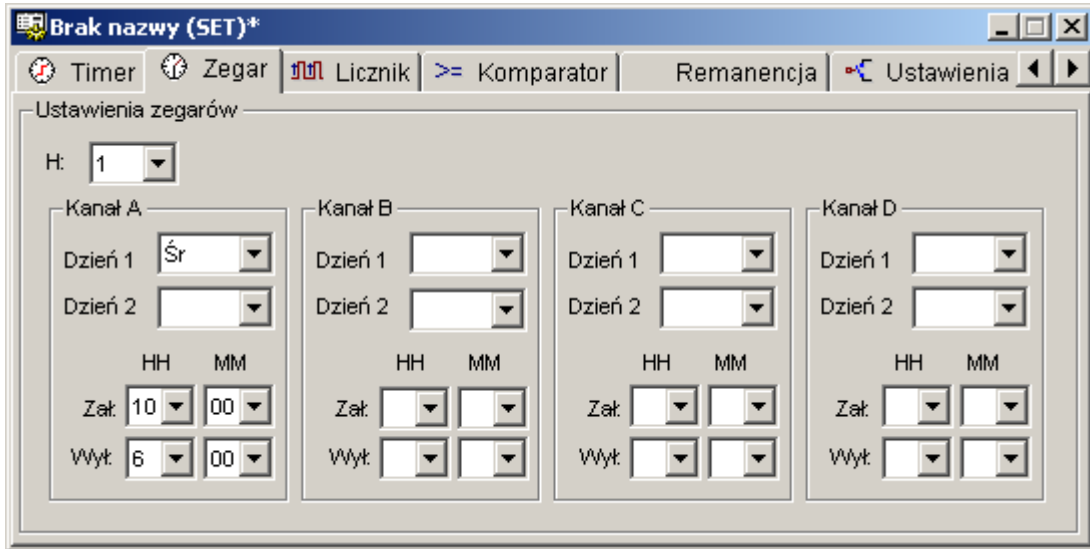 Brak nazwy (SET)*
Timer Zegar Licznik >= Komparator Remanencja Ustawienia
Ustawienia zegarów
H: 1
Kanał A Kanał B Kanał C Kanał D
Dzień 1 Śr Dzień 1 Dzień 1 Dzień 1
Dzień 2 Dzień 2 Dzień 2 Dzień 2
HH MM HH MM HH MM HH MM
Zał: 10 00 Zał: Zał: Zał:
Wył: 6 00 Wył: Wył: Wył: